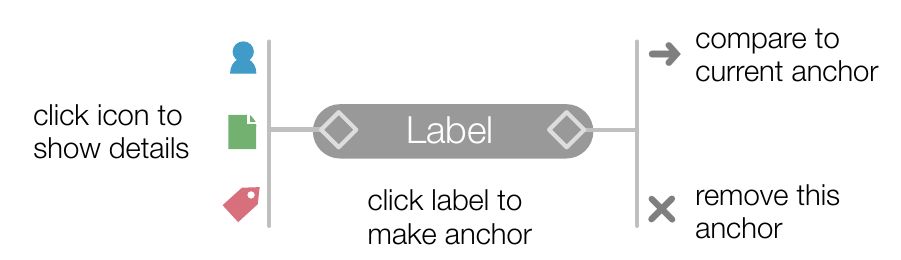 click icon to
show details
Label
click label to
make anchor
compare to
current anchor
remove this
anchor